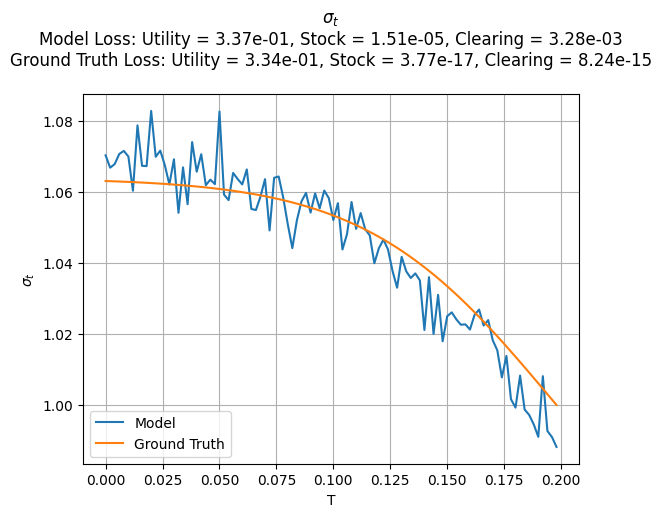 σt
Model Loss: Utility = 3.37e-01, Stock = 1.51e-05, Clearing = 3.28e-03
Ground Truth Loss: Utility = 3.34e-01, Stock = 3.77e-17, Clearing = 8.24e-15
1.08
1.06
1.04
1.02
1.00
σt
Model
Ground Truth
0.000 0.025 0.050 0.075 0.100 0.125 0.150 0.175 0.200
T